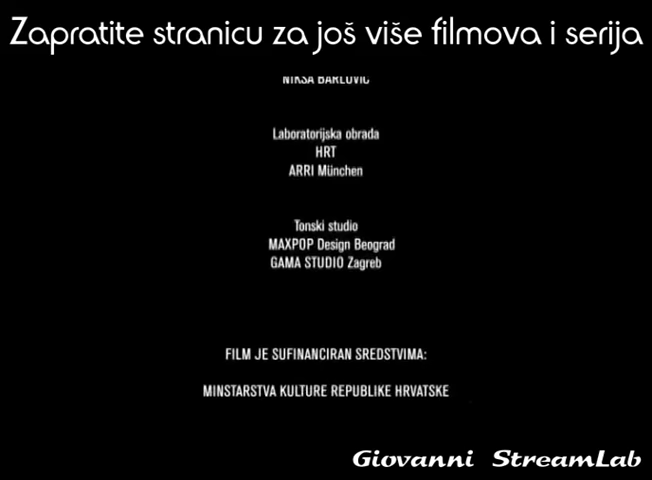 Zapratite stranicu za još više filmova i serija
Laboratorijska obrada
HRT
ARRI München
Tonski studio
MAXPOP Design Beograd
GAMA STUDIO Zagreb
FILM JE SUFINANCIRAN SREDSTVIMA:
MINSTARSTVA KULTURE REPUBLIKE HRVATSKE
Giovanni StreamLab